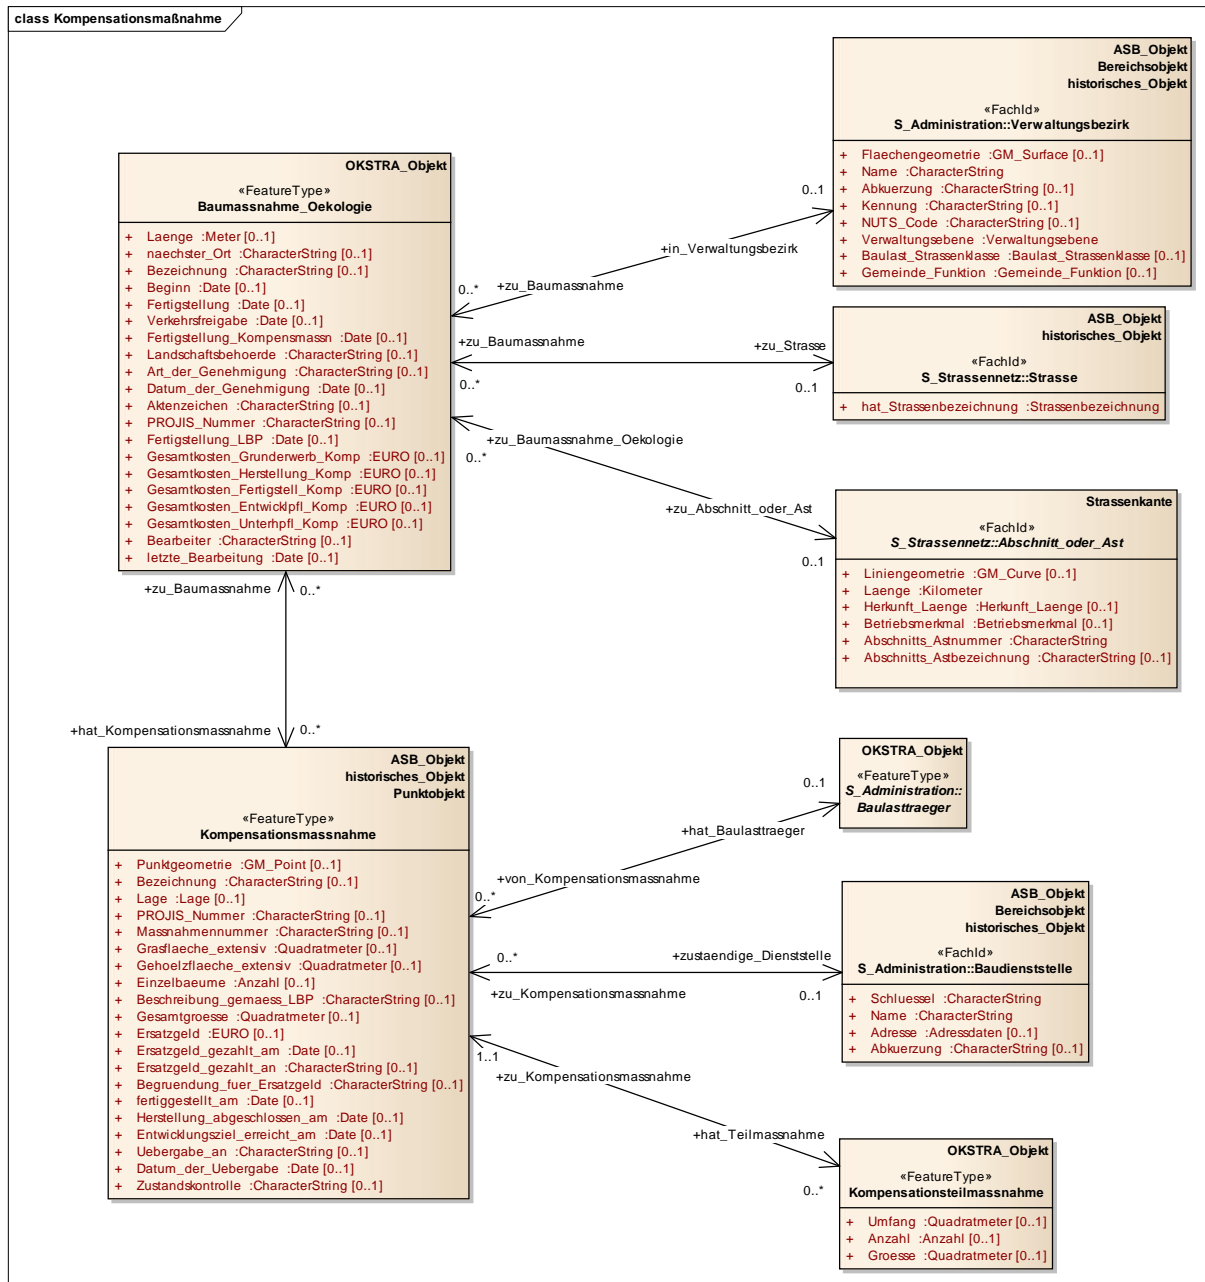 class Kompensationsmaßnahme
ASB_Objekt
Bereichsobjekt
historisches_Objekt
«FachId»
S_Administration::Verwaltungsbezirk
+ Flaechengeometrie :GM_Surface [0..1]
+ Name :CharacterString
+ Abkuerzung :CharacterString [0..1]
+ Kennung :CharacterString [0..1]
+ NUTS_Code :CharacterString [0..1]
+ Verwaltungsebene :Verwaltungsebene
+ Baulast_Strassenklasse :Baulast_Strassenklasse [0..1]
+ Gemeinde_Funktion :Gemeinde_Funktion [0..1]
OKSTRA_Objekt
«FeatureType»
Baumassnahme_Oekologie
+ Laenge :Meter [0..1]
+ naechster_Ort :CharacterString [0..1]
+ Bezeichnung :CharacterString [0..1]
+ Beginn :Date [0..1]
+ Fertigstellung :Date [0..1]
+ Verkehrsfreigabe :Date [0..1]
+ Fertigstellung_Kompensmassn :Date [0..1]
+ Landschaftsbehoerde :CharacterString [0..1]
+ Art_der_Genehmigung :CharacterString [0..1]
+ Datum_der_Genehmigung :Date [0..1]
+ Aktenzeichen :CharacterString [0..1]
+ PROJIS_Nummer :CharacterString [0..1]
+ Fertigstellung_LBP :Date [0..1]
+ Gesamtkosten_Grunderwerb_Komp :EURO [0..1]
+ Gesamtkosten_Herstellung_Komp :EURO [0..1]
+ Gesamtkosten_Fertigstell_Komp :EURO [0..1]
+ Gesamtkosten_Entwicklpfl_Komp :EURO [0..1]
+ Gesamtkosten_Unterhpfl_Komp :EURO [0..1]
+ Bearbeiter :CharacterString [0..1]
+ letzte_Bearbeitung :Date [0..1]
0..1
+in_Verwaltungsbezirk
0..*
+zu_Baumassnahme
+zu_Baumassnahme
+zu_Strasse
0..*
0..1
ASB_Objekt
historisches_Objekt
«FachId»
S_Strassennetz::Strasse
+ hat_Strassenbezeichnung :Strassenbezeichnung
+zu_Baumassnahme_Oekologie
0..*
+zu_Abschnitt_oder_Ast
0..1
Strassenkante
«FachId»
S_Strassennetz::Abschnitt_oder_Ast
+ Liniengeometrie :GM_Curve [0..1]
+ Laenge :Kilometer
+ Herkunft_Laenge :Herkunft_Laenge [0..1]
+ Betriebsmerkmal :Betriebsmerkmal [0..1]
+ Abschnitts_Astnummer :CharacterString
+ Abschnitts_Astbezeichnung :CharacterString [0..1]
+zu_Baumassnahme
0..*
+hat_Kompensationsmassnahme
0..*
ASB_Objekt
historisches_Objekt
Punktobjekt
«FeatureType»
Kompensationsmassnahme
+ Punktgeometrie :GM_Point [0..1]
+ Bezeichnung :CharacterString [0..1]
+ Lage :Lage [0..1]
+ PROJIS_Nummer :CharacterString [0..1]
+ Massnahmennummer :CharacterString [0..1]
+ Grasflaeche_extensiv :Quadratmeter [0..1]
+ Gehoelzflaeche_extensiv :Quadratmeter [0..1]
+ Einzelbaeume :Anzahl [0..1]
+ Beschreibung_gemaess_LBP :CharacterString [0..1]
+ Gesamtgroesse :Quadratmeter [0..1]
+ Ersatzgeld :EURO [0..1]
+ Ersatzgeld_gezahlt_am :Date [0..1]
+ Ersatzgeld_gezahlt_an :CharacterString [0..1]
+ Begruendung_fuer_Ersatzgeld :CharacterString [0..1]
+ fertiggestellt_am :Date [0..1]
+ Herstellung_abgeschlossen_am :Date [0..1]
+ Entwicklungsziel_erreicht_am :Date [0..1]
+ Uebergabe_an :CharacterString [0..1]
+ Datum_der_Uebergabe :Date [0..1]
+ Zustandskontrolle :CharacterString [0..1]
OKSTRA_Objekt
«FeatureType»
S_Administration::
Baulasttraeger
0..1
+hat_Baulasttraeger
+von_Kompensationsmassnahme
0..*
0..*
+zustaendige_Dienststelle
+zu_Kompensationsmassnahme
0..1
ASB_Objekt
Bereichsobjekt
historisches_Objekt
«FachId»
S_Administration::Baudienststelle
+ Schluessel :CharacterString
+ Name :CharacterString
+ Adresse :Adressdaten [0..1]
+ Abkuerzung :CharacterString [0..1]
1..1
+zu_Kompensationsmassnahme
+hat_Teilmassnahme
0..*
OKSTRA_Objekt
«FeatureType»
Kompensationsteilmassnahme
+ Umfang :Quadratmeter [0..1]
+ Anzahl :Anzahl [0..1]
+ Groesse :Quadratmeter [0..1]